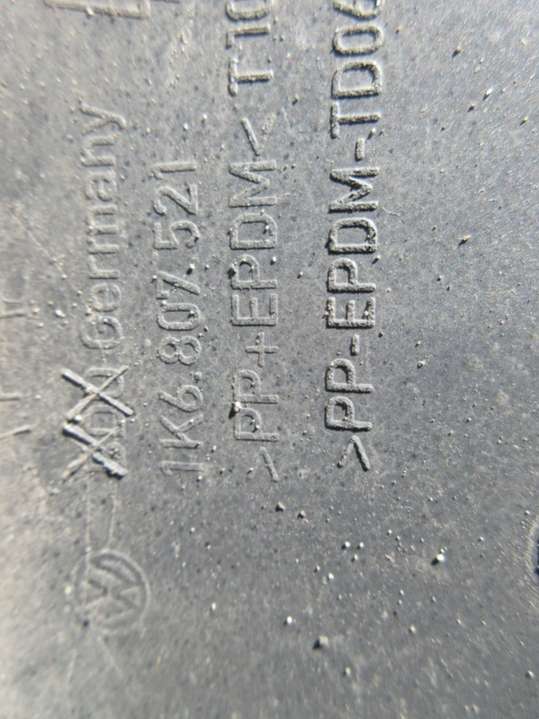 Germany
1K6.807.521
>PP+EPDM< T10
>PP-EPDM-TD06